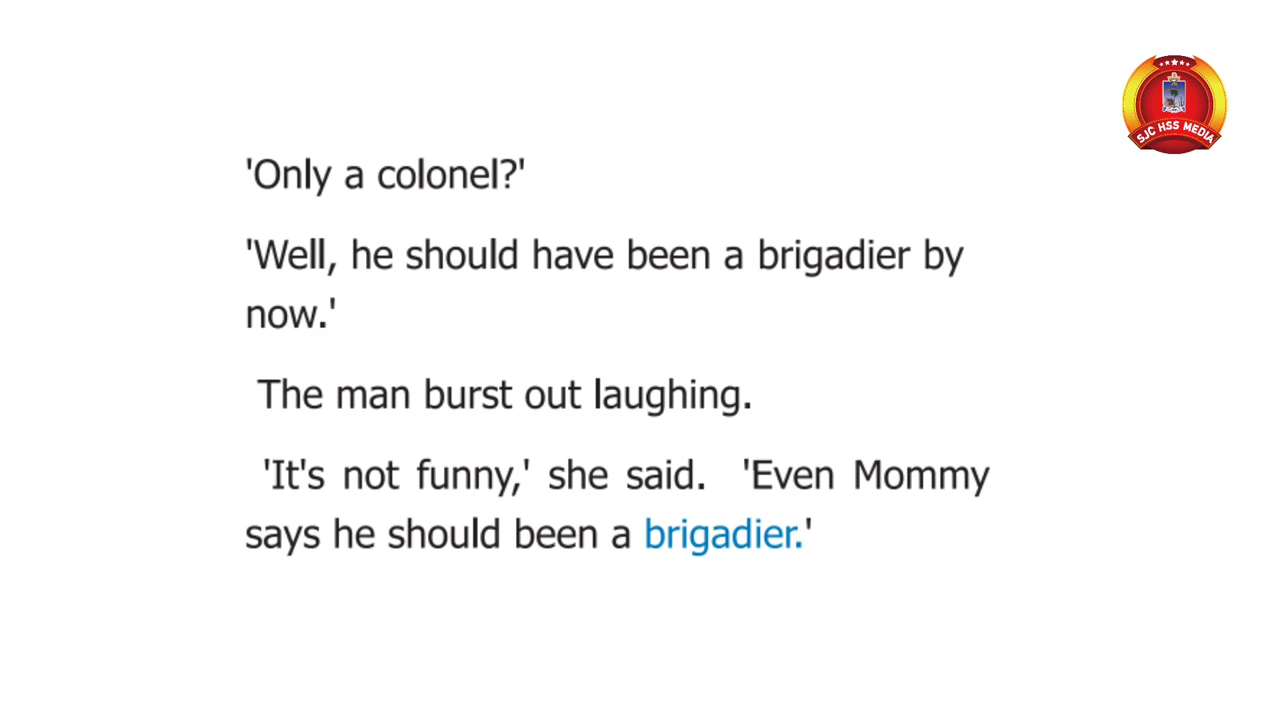 SJC HSS MEDIA
'Only a colonel?'
'Well, he should have been a brigadier by
now.'
The man burst out laughing.
'It's not funny,' she said. 'Even Mommy
says he should been a brigadier.'